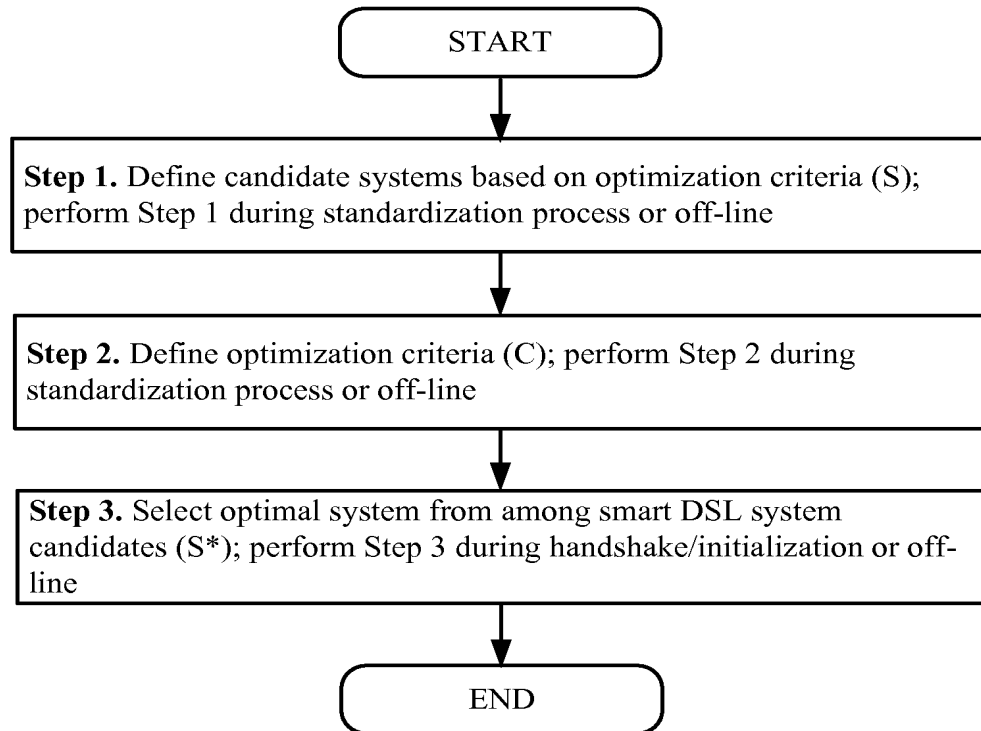 START
Step 1. Define candidate systems based on optimization criteria (S);
perform Step 1 during standardization process or off-line
Step 2. Define optimization criteria (C); perform Step 2 during
standardization process or off-line
Step 3. Select optimal system from among smart DSL system
candidates (S*); perform Step 3 during handshake/initialization or off-
line
END